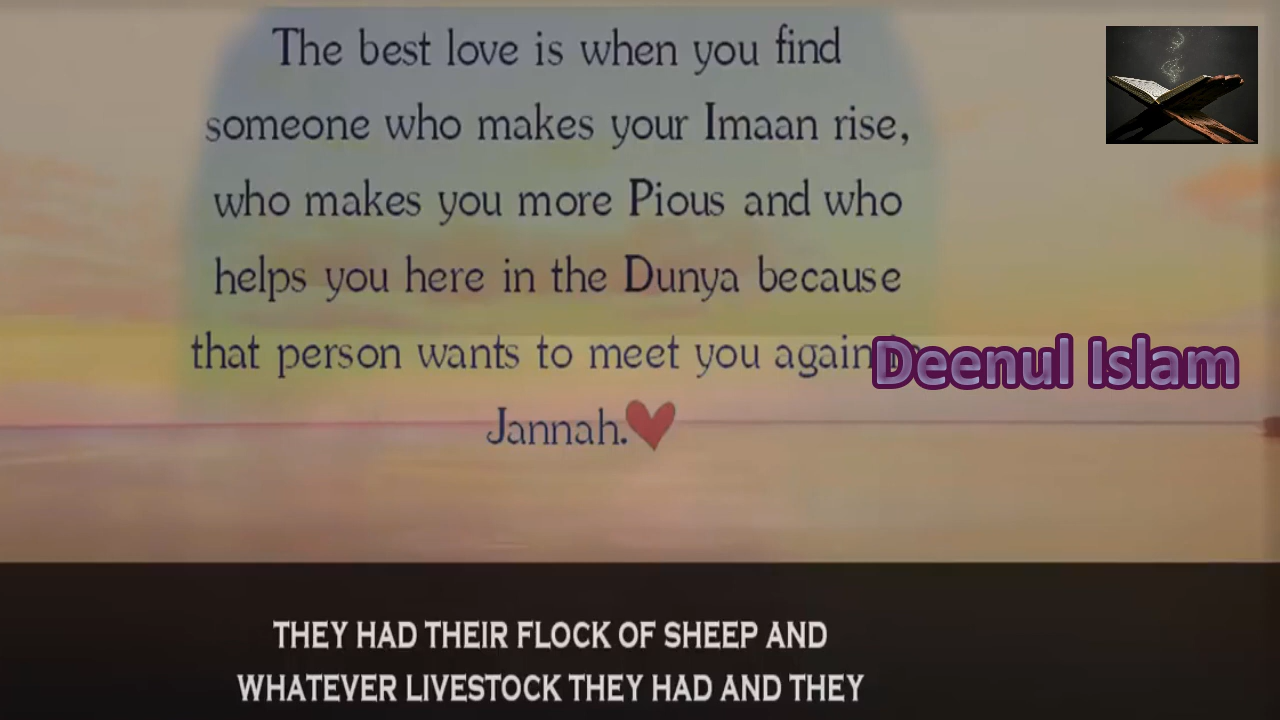 The best love is when you find
someone who makes your Imaan rise,
who makes you more Pious and who
helps you here in the Dunya because
that person wants to meet you again
Deenul Islam
Jannah.
THEY HAD THEIR FLOCK OF SHEEP AND
WHATEVER LIVESTOCK THEY HAD AND THEY